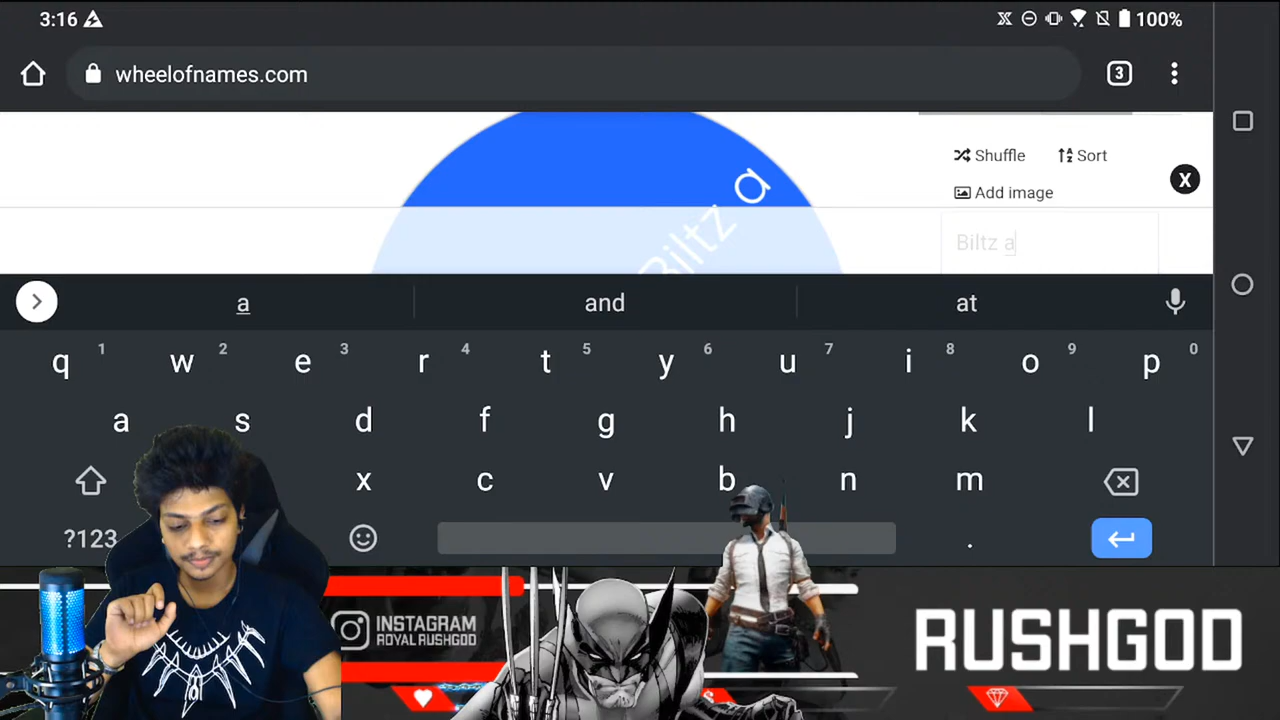 3:16
100%
wheelofnames.com
3
Shuffle
Sort
Add image
X
Biltz a
Biltz a
a
and
at
q 1 w 2 e 3 r 4 t 5 y 6 u 7 i 8 o 9 p 0
a s d f g h j k l
x c v b n m
?123
.
INSTAGRAM
ROYAL RUSHGOD
RUSHGOD